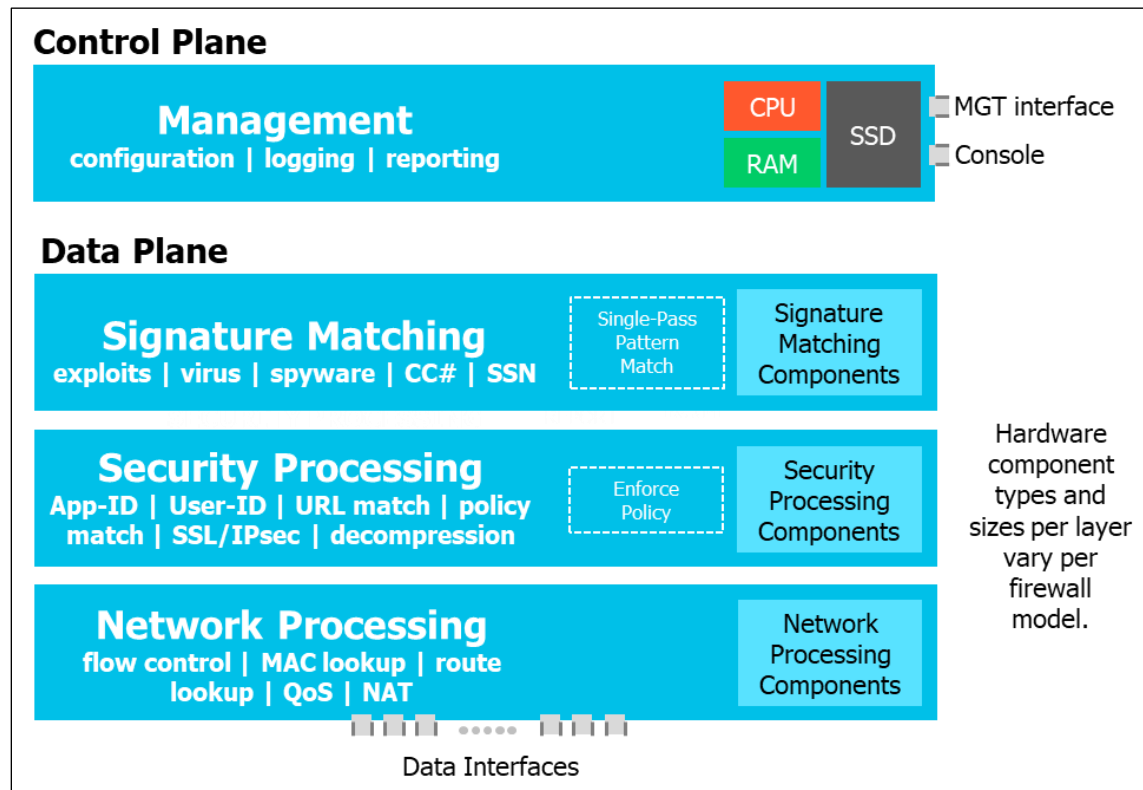 Control Plane
Management
configuration | logging | reporting
CPU
RAM
SSD
MGT interface
Console
Data Plane
Signature Matching
exploits | virus | spyware | CC# | SSN
Single-Pass
Pattern
Match
Signature
Matching
Components
Security Processing
App-ID | User-ID | URL match | policy
match | SSL/IPsec | decompression
Enforce
Policy
Security
Processing
Components
Network Processing
flow control | MAC lookup | route
lookup | QoS | NAT
Network
Processing
Components
Hardware
component
types and
sizes per layer
vary per
firewall
model.
Data Interfaces